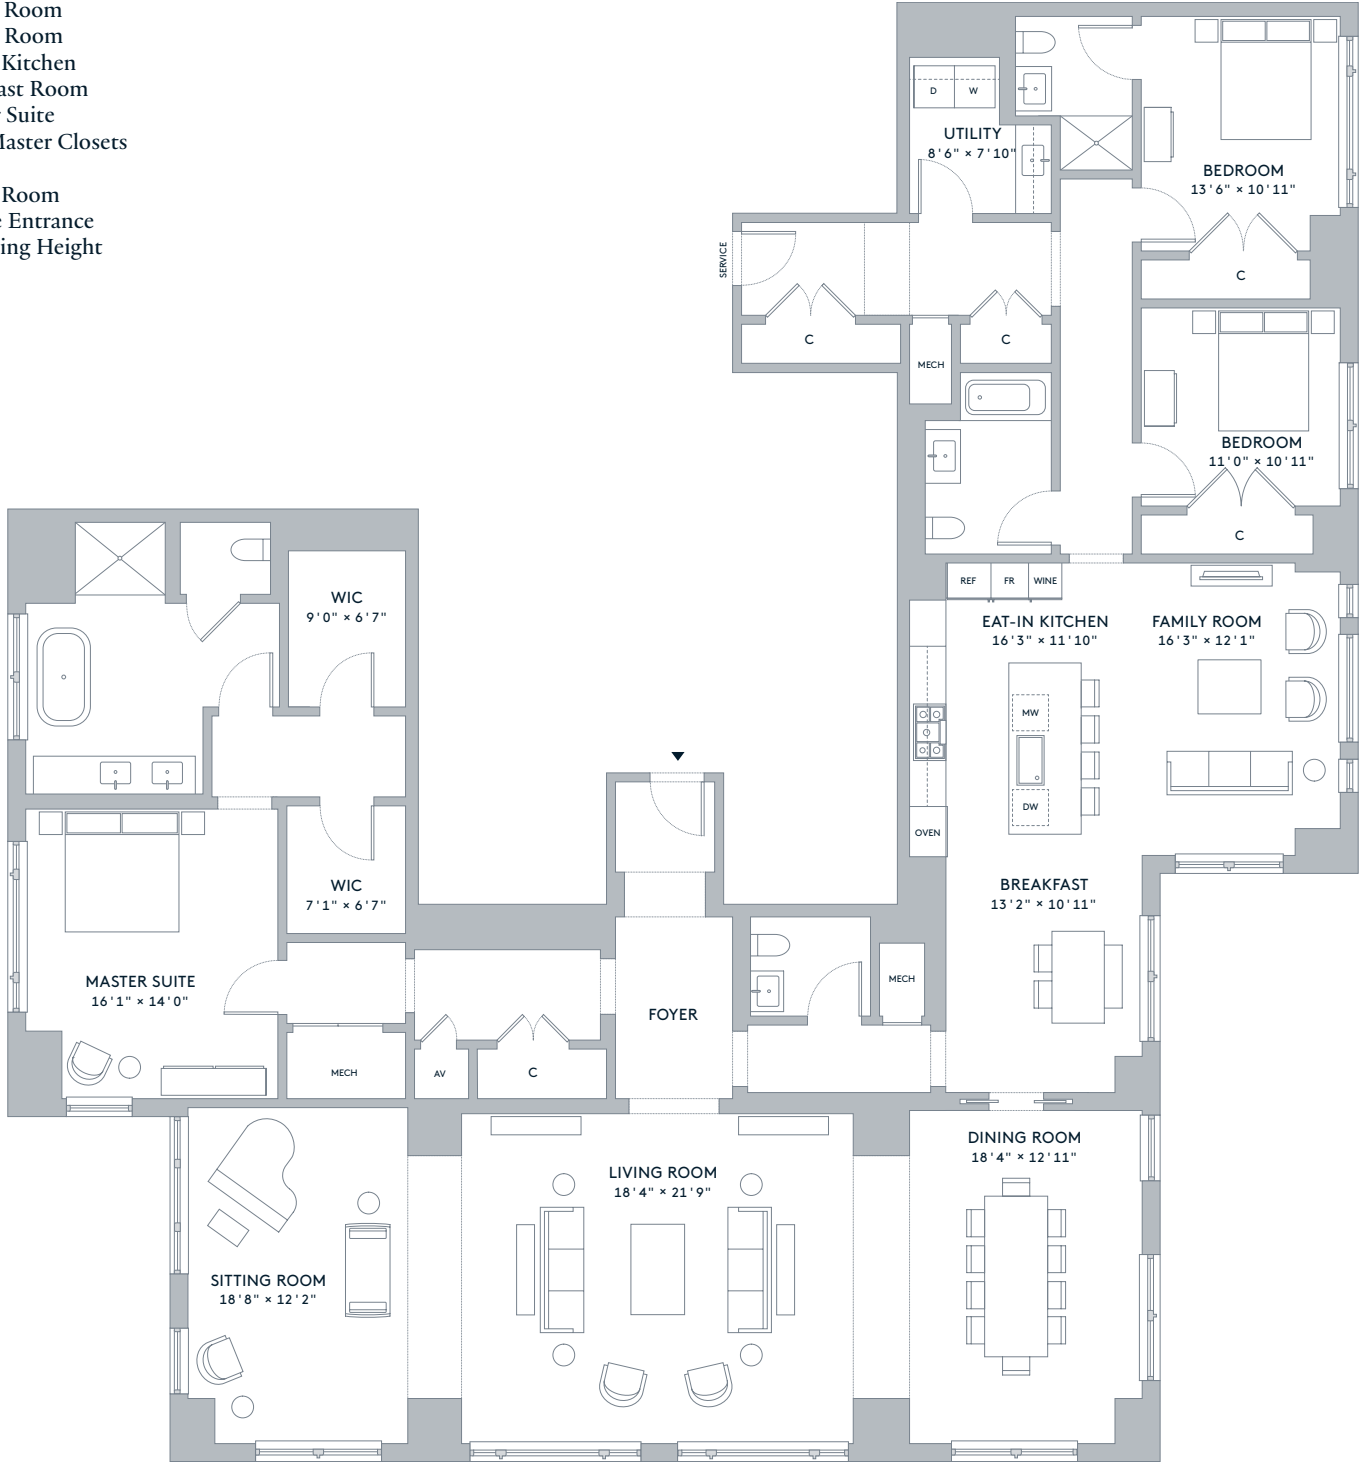 Room
Room
Kitchen
ast Room
Suite
Master Closets
Room
e Entrance
ing Height
D
W
UTILITY
8'6" × 7'10"
BEDROOM
13'6" × 10'11"
SERVICE
C
C
C
MECH
BEDROOM
11'0" × 10'11"
C
REF
FR
WINE
EAT-IN KITCHEN
16'3" × 11'10"
FAMILY ROOM
16'3" × 12'1"
WIC
9'0" × 6'7"
MW
DW
OVEN
WIC
7'1" × 6'7"
BREAKFAST
13'2" × 10'11"
MASTER SUITE
16'1" × 14'0"
MECH
FOYER
MECH
AV
C
DINING ROOM
18'4" × 12'11"
LIVING ROOM
18'4" × 21'9"
SITTING ROOM
18'8" × 12'2"